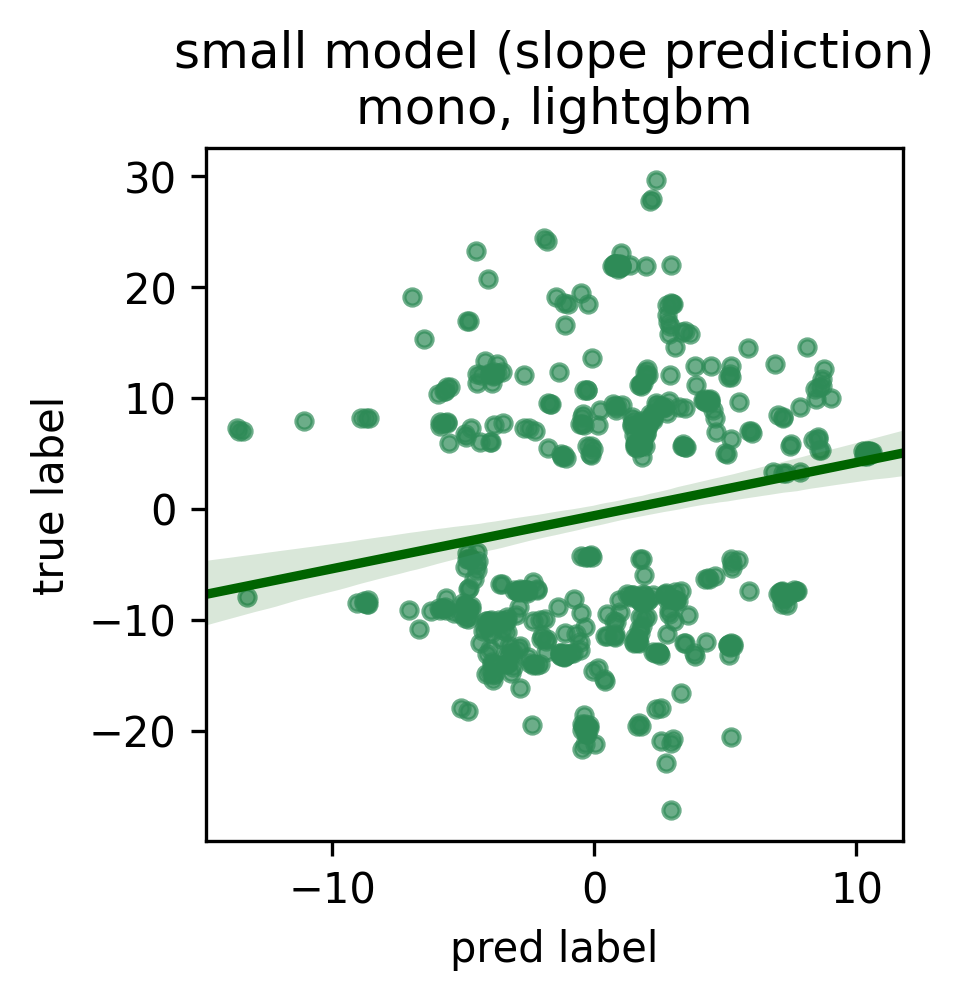 small model (slope prediction)
mono, lightgbm
30
20
10
0
−10
−20
true label
−10
0
10
pred label